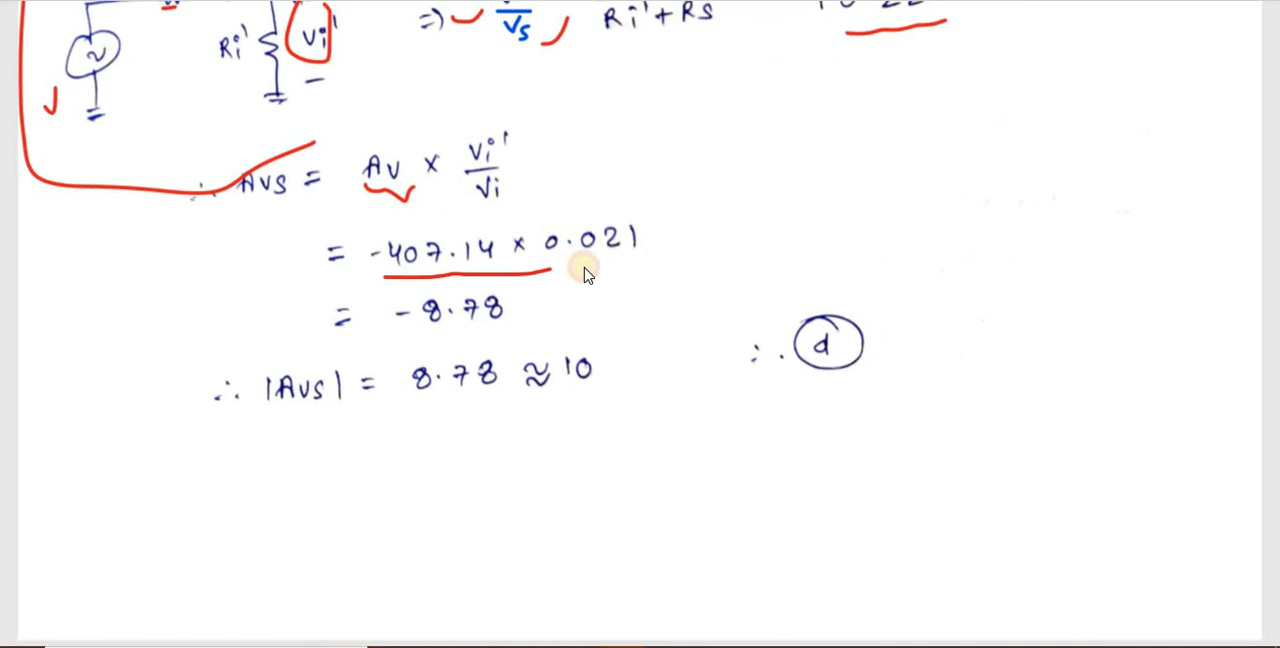 Ri' Vi' => Vs Ri' + Rs
-
∴ Avs = Av × Vi' / Vi
= -407.14 × 0.021
= -8.78
∴ |Avs| = 8.78 ≈ 10 ∴ d